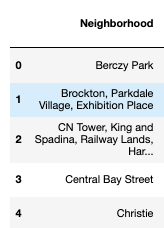 Neighborhood
0 Berczy Park
1 Brockton, Parkdale
Village, Exhibition Place
2 CN Tower, King and
Spadina, Railway Lands,
Har...
3 Central Bay Street
4 Christie